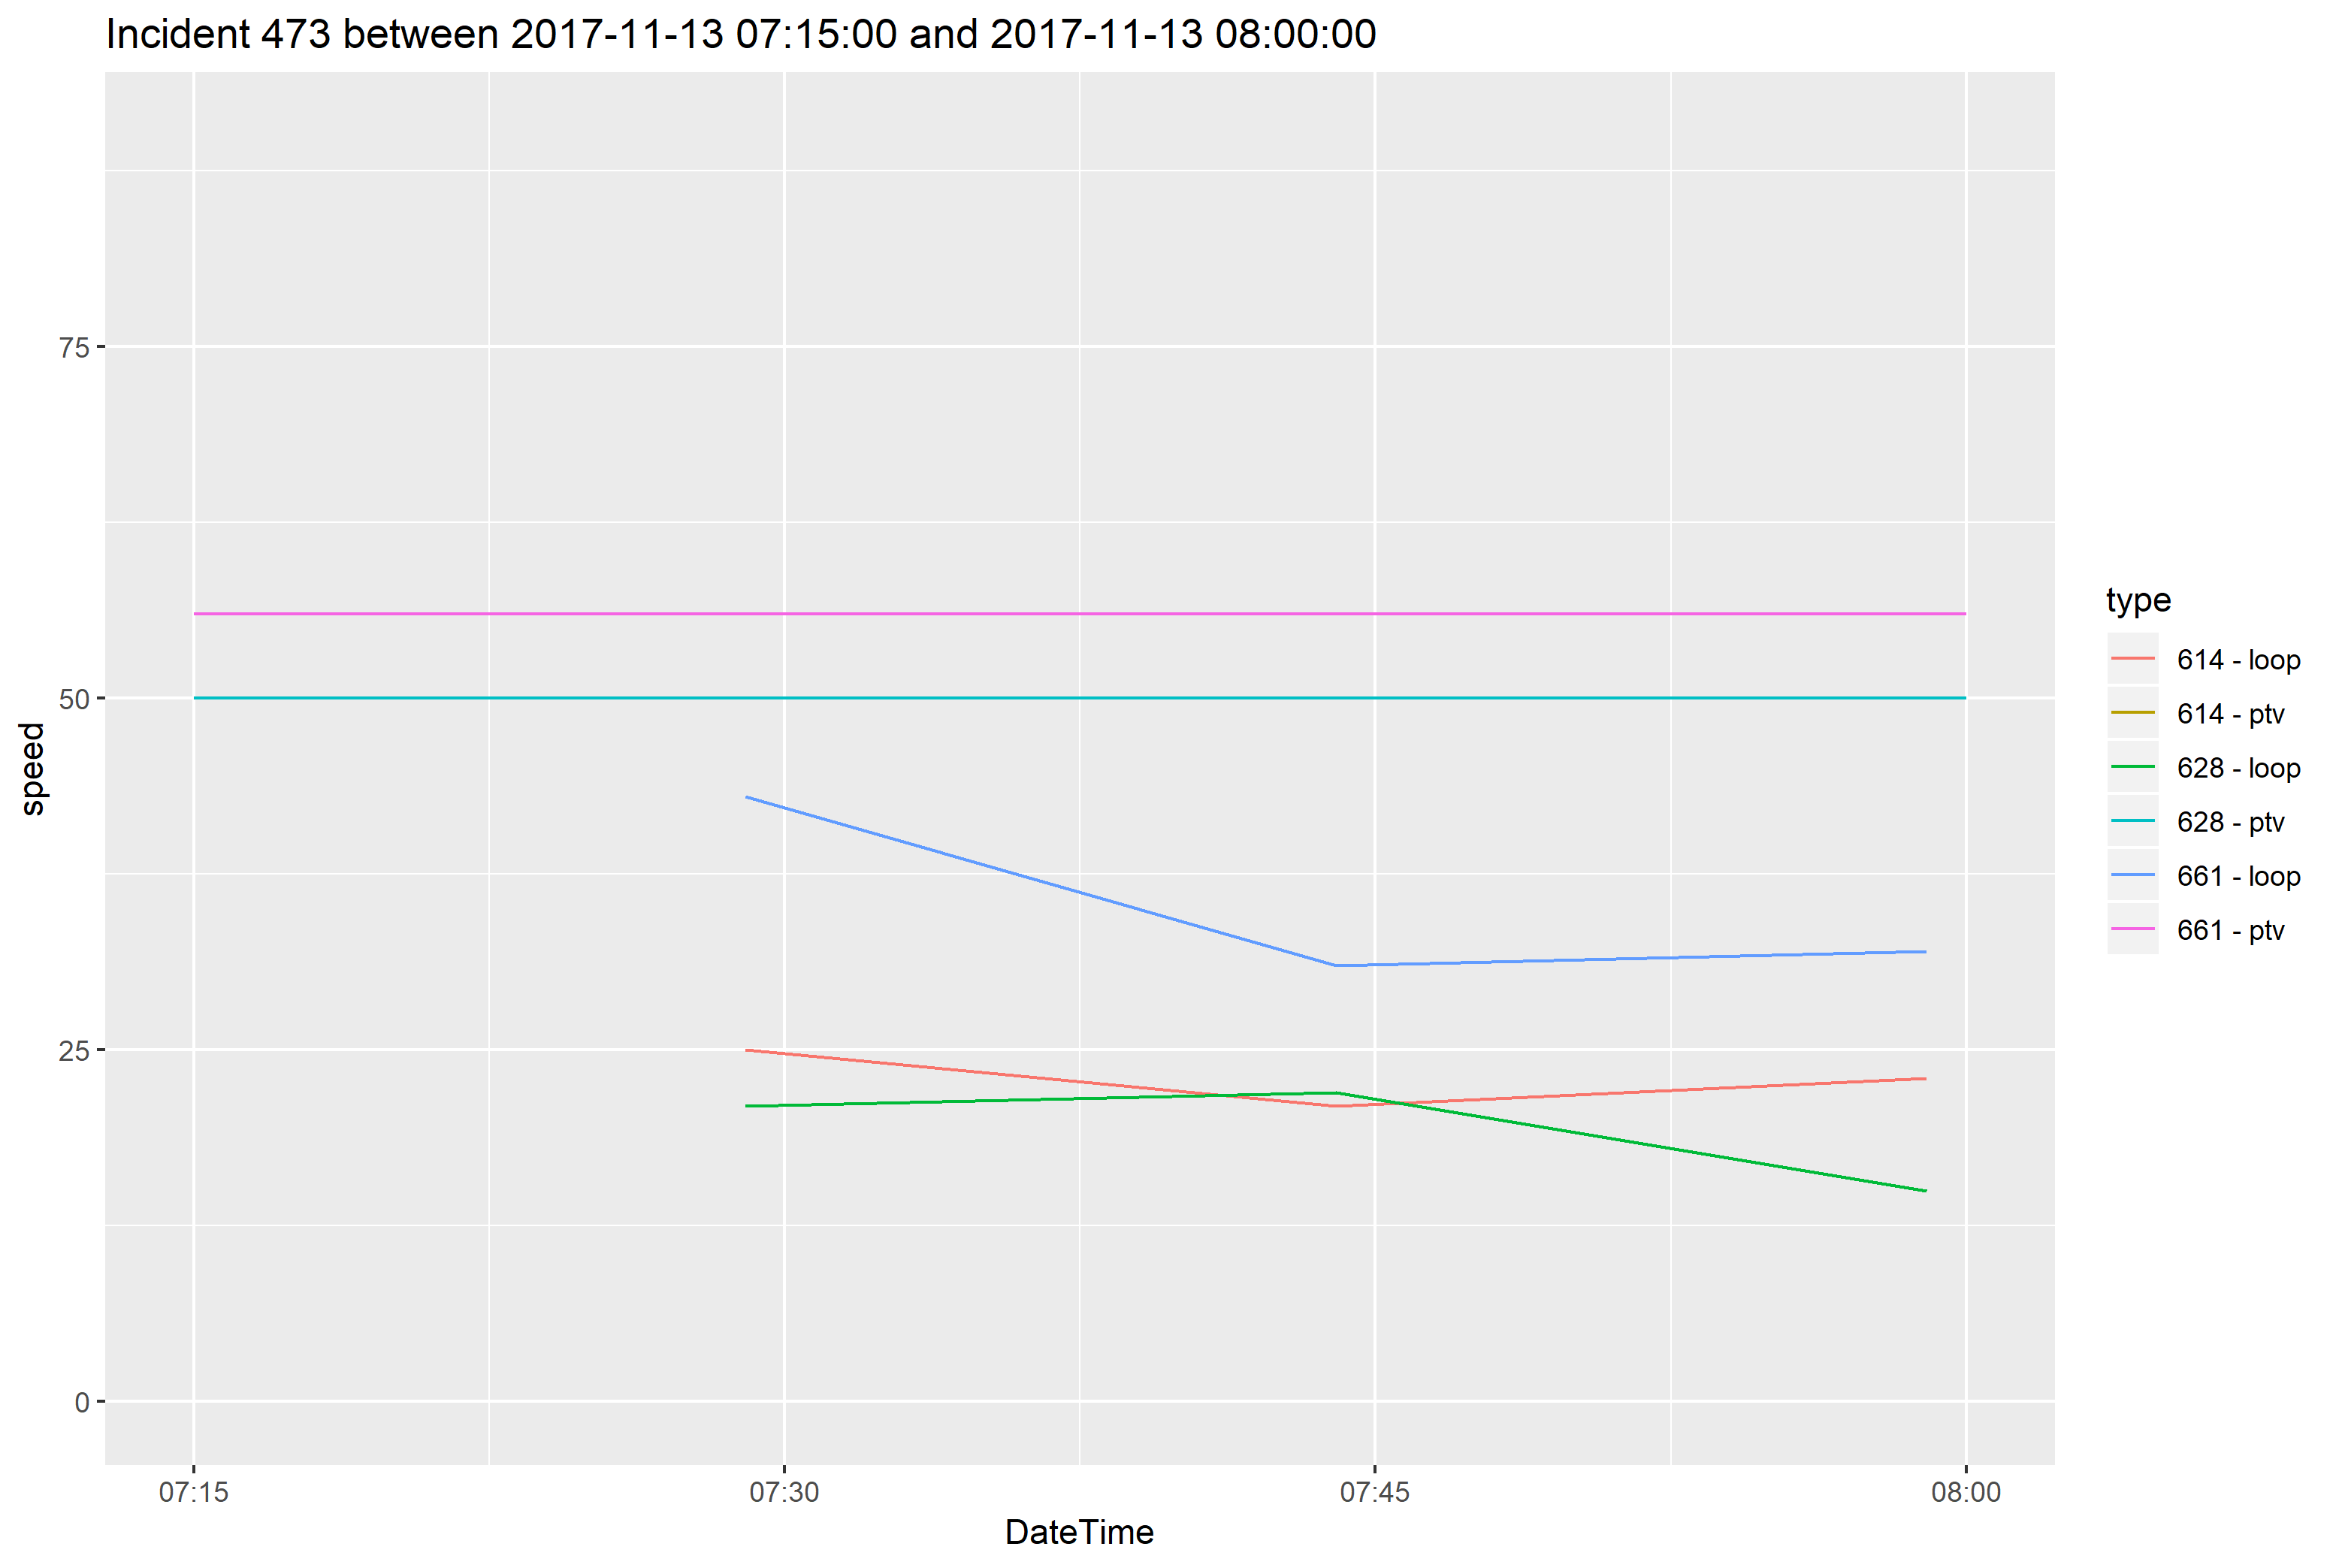 Incident 473 between 2017-11-13 07:15:00 and 2017-11-13 08:00:00
75
50
25
0
speed
07:15
07:30
07:45
08:00
DateTime
type
614 - loop
614 - ptv
628 - loop
628 - ptv
661 - loop
661 - ptv